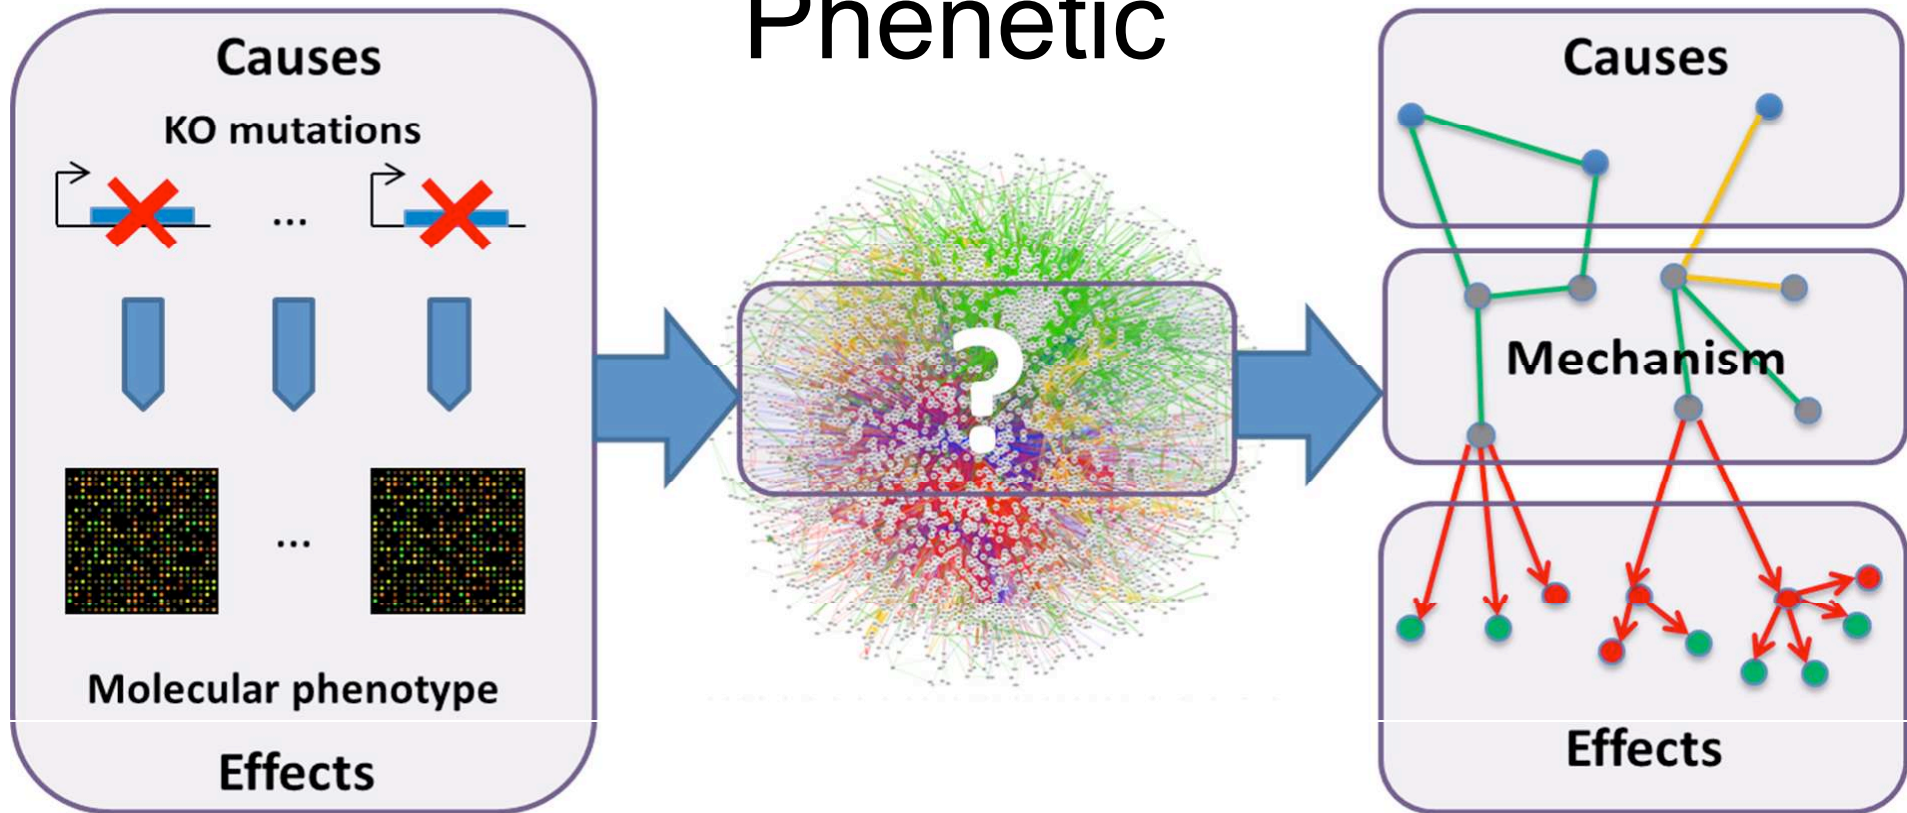 Phenetic
Causes
KO mutations
...
...
Molecular phenotype
Effects
?
Causes
Mechanism
Effects